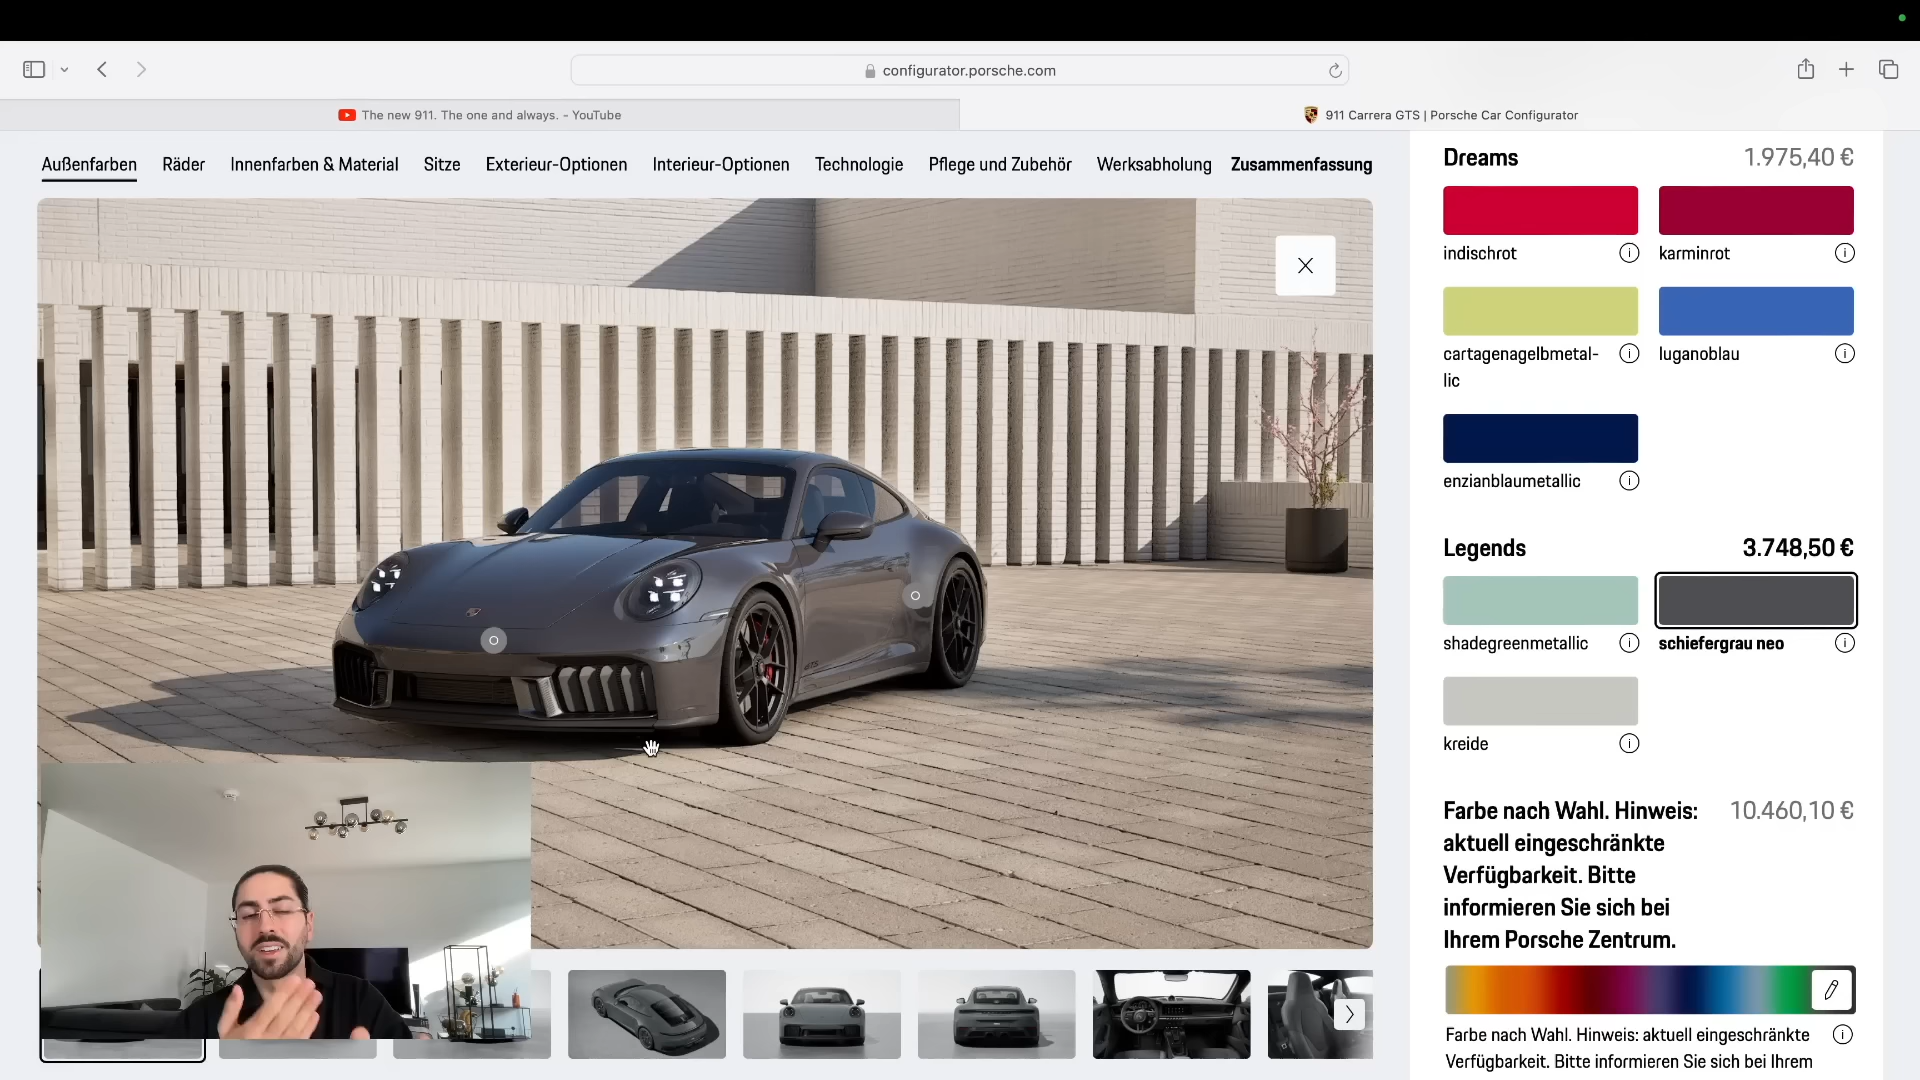 configurator.porsche.com
The new 911. The one and always. - YouTube
911 Carrera GTS | Porsche Car Configurator
Außenfarben Räder Innenfarben & Material Sitze Exterieur-Optionen Interieur-Optionen Technologie Pflege und Zubehör Werksabholung Zusammenfassung
Dreams 1.975,40 €
indischrot karminrot
cartagenagelbmetal-
lic
luganoblau
enzianblaumetallic
Legends 3.748,50 €
shadegreenmetallic schiefergrau neo
kreide
Farbe nach Wahl. Hinweis: 10.460,10 €
aktuell eingeschränkte
Verfügbarkeit. Bitte
informieren Sie sich bei
Ihrem Porsche Zentrum.
Farbe nach Wahl. Hinweis: aktuell eingeschränkte
Verfügbarkeit. Bitte informieren Sie sich bei Ihrem